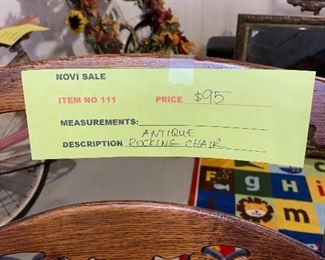 NOVI SALE
ITEM NO 111 PRICE $95
MEASUREMENTS:
ANTIQUE
DESCRIPTION ROCKING CHAIR
F g H
i